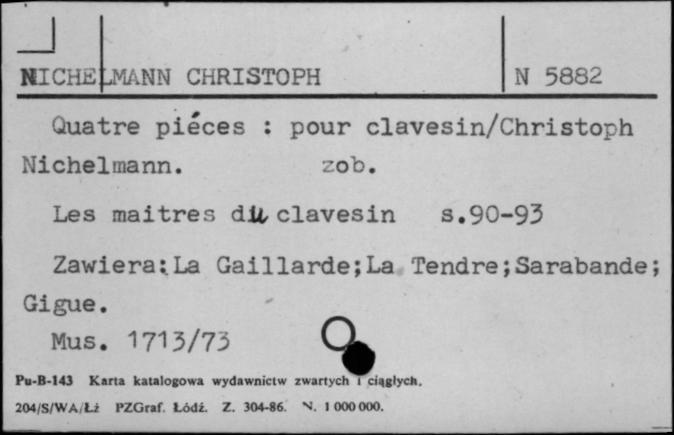 NICHELMANN CHRISTOPH N 5882
Quatre piéces : pour clavesin/Christoph
Nichelmann. zob.
Les maitres du clavesin s.90-93
Zawiera:La Gaillarde;La Tendre;Sarabande;
Gigue.
Mus. 1713/73
Pu-B-143 Karta katalogowa wydawnictw zwartych i ciągłych.
204/S/WA/Łź PZGraf. Łódź. Z. 304-86. N. 1 000 000.